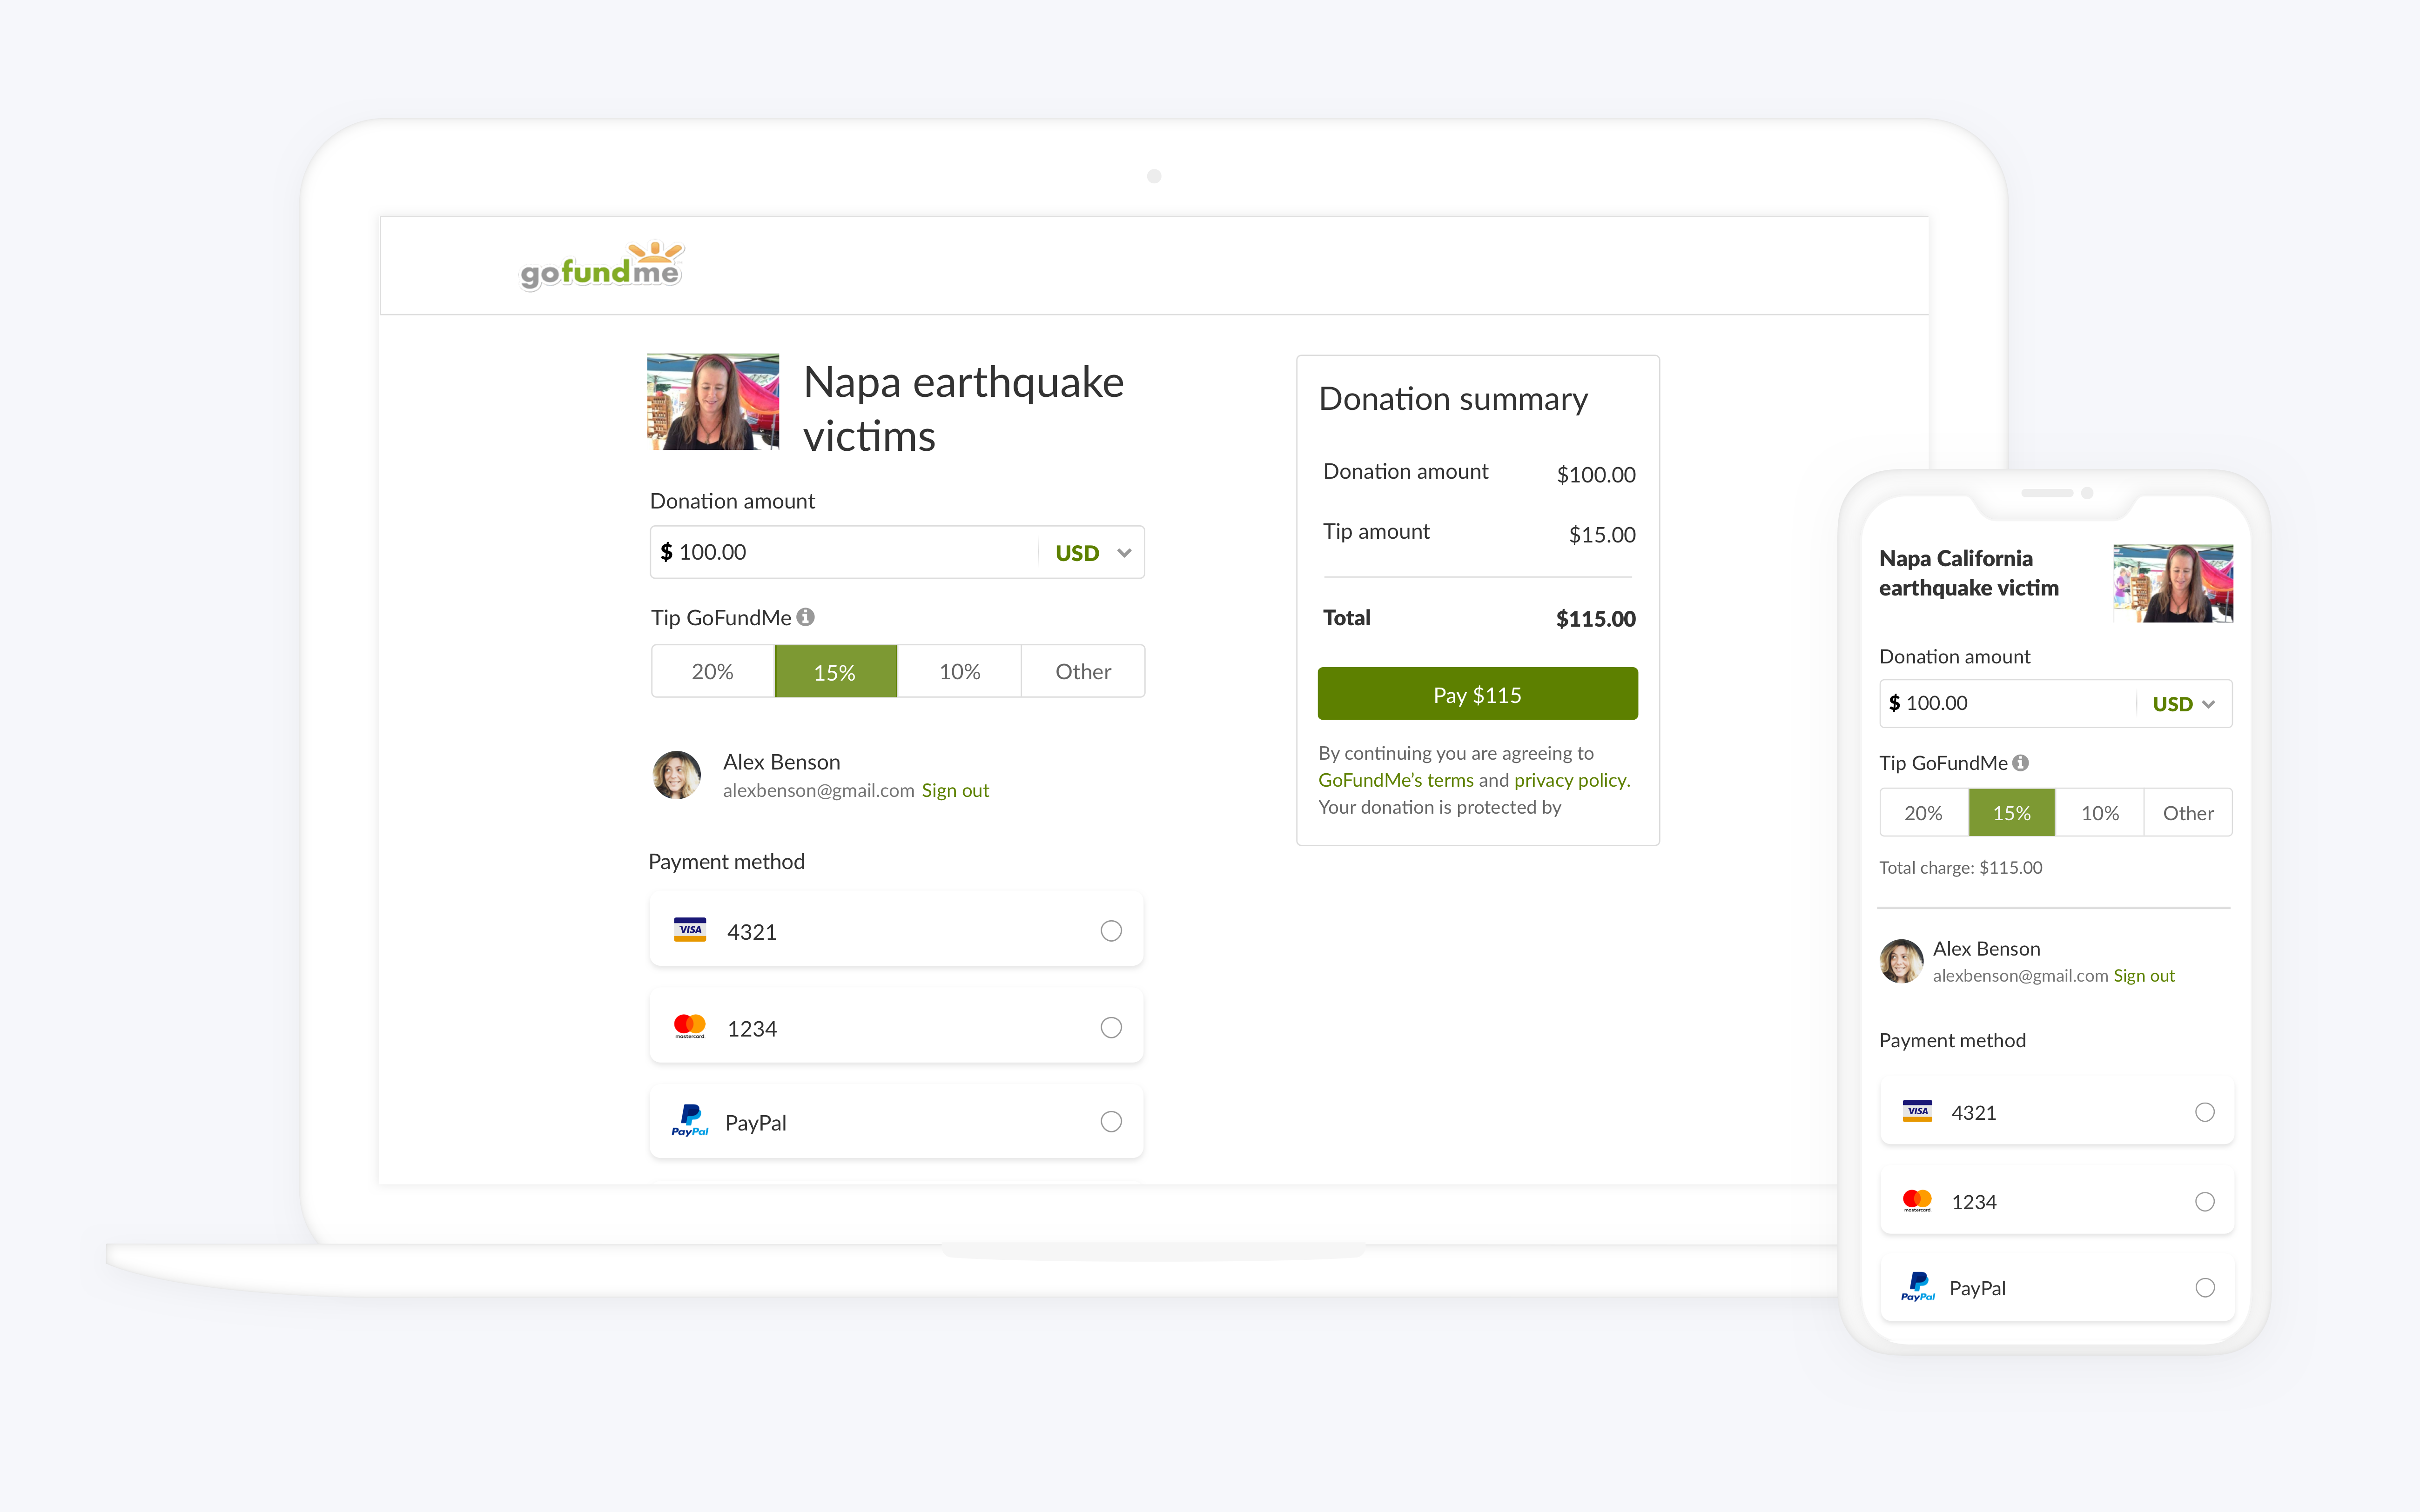 gofundme
Napa earthquake
victims
Donation amount
$ 100.00 USD
Tip GoFundMe i
20% 15% 10% Other
Alex Benson
alexbenson@gmail.com Sign out
Payment method
VISA 4321
mastercard 1234
PayPal PayPal
Donation summary
Donation amount $100.00
Tip amount $15.00
Total $115.00
Pay $115
By continuing you are agreeing to
GoFundMe’s terms and privacy policy.
Your donation is protected by
Napa California
earthquake victim
Donation amount
$ 100.00 USD
Tip GoFundMe i
20% 15% 10% Other
Total charge: $115.00
Alex Benson
alexbenson@gmail.com Sign out
Payment method
VISA 4321
mastercard 1234
PayPal PayPal